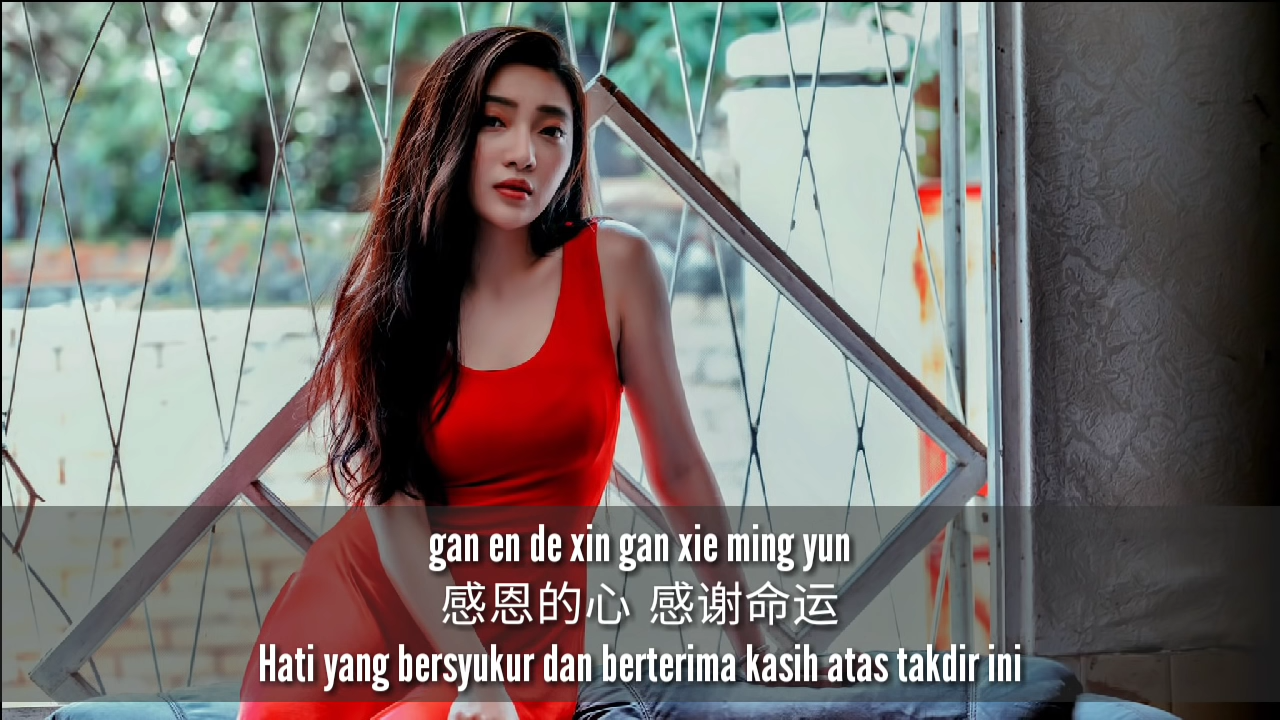 gan en de xin gan xie ming yun
感恩的心 感谢命运
Hati yang bersyukur dan berterima kasih atas takdir ini